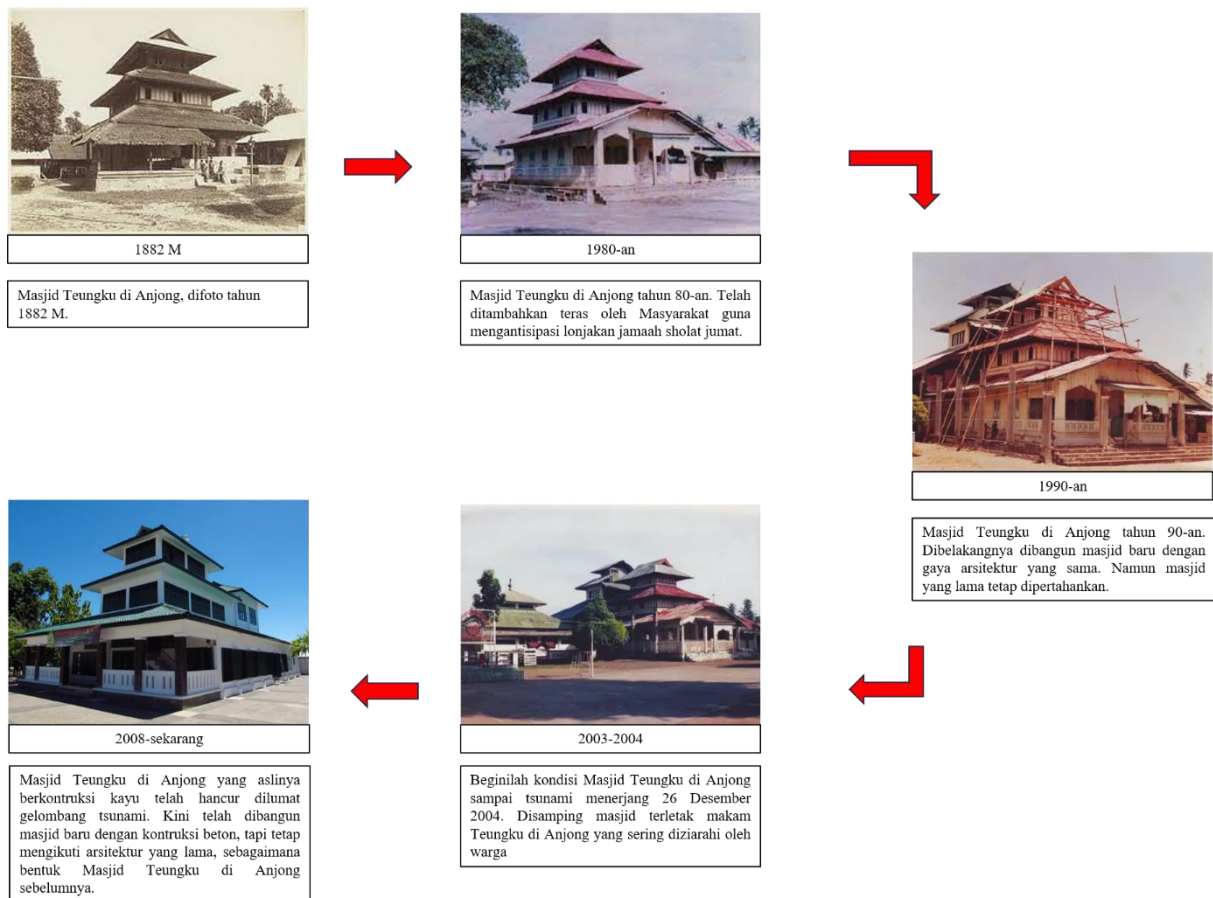 1882 M
Masjid Teungku di Anjong, difoto tahun
1882 M.
1980-an
Masjid Teungku di Anjong tahun 80-an. Telah
ditambahkan teras oleh Masyarakat guna
mengantisipasi lonjakan jamaah sholat jumat.
1990-an
Masjid Teungku di Anjong tahun 90-an.
Dibelakangnya dibangun masjid baru dengan
gaya arsitektur yang sama. Namun masjid
yang lama tetap dipertahankan.
2003-2004
Beginilah kondisi Masjid Teungku di Anjong
sampai tsunami menerjang 26 Desember
2004. Disamping masjid terletak makam
Teungku di Anjong yang sering diziarahi oleh
warga
2008-sekarang
Masjid Teungku di Anjong yang aslinya
berkontruksi kayu telah hancur dilumat
gelombang tsunami. Kini telah dibangun
masjid baru dengan kontruksi beton, tapi tetap
mengikuti arsitektur yang lama, sebagaimana
bentuk Masjid Teungku di Anjong
sebelumnya.